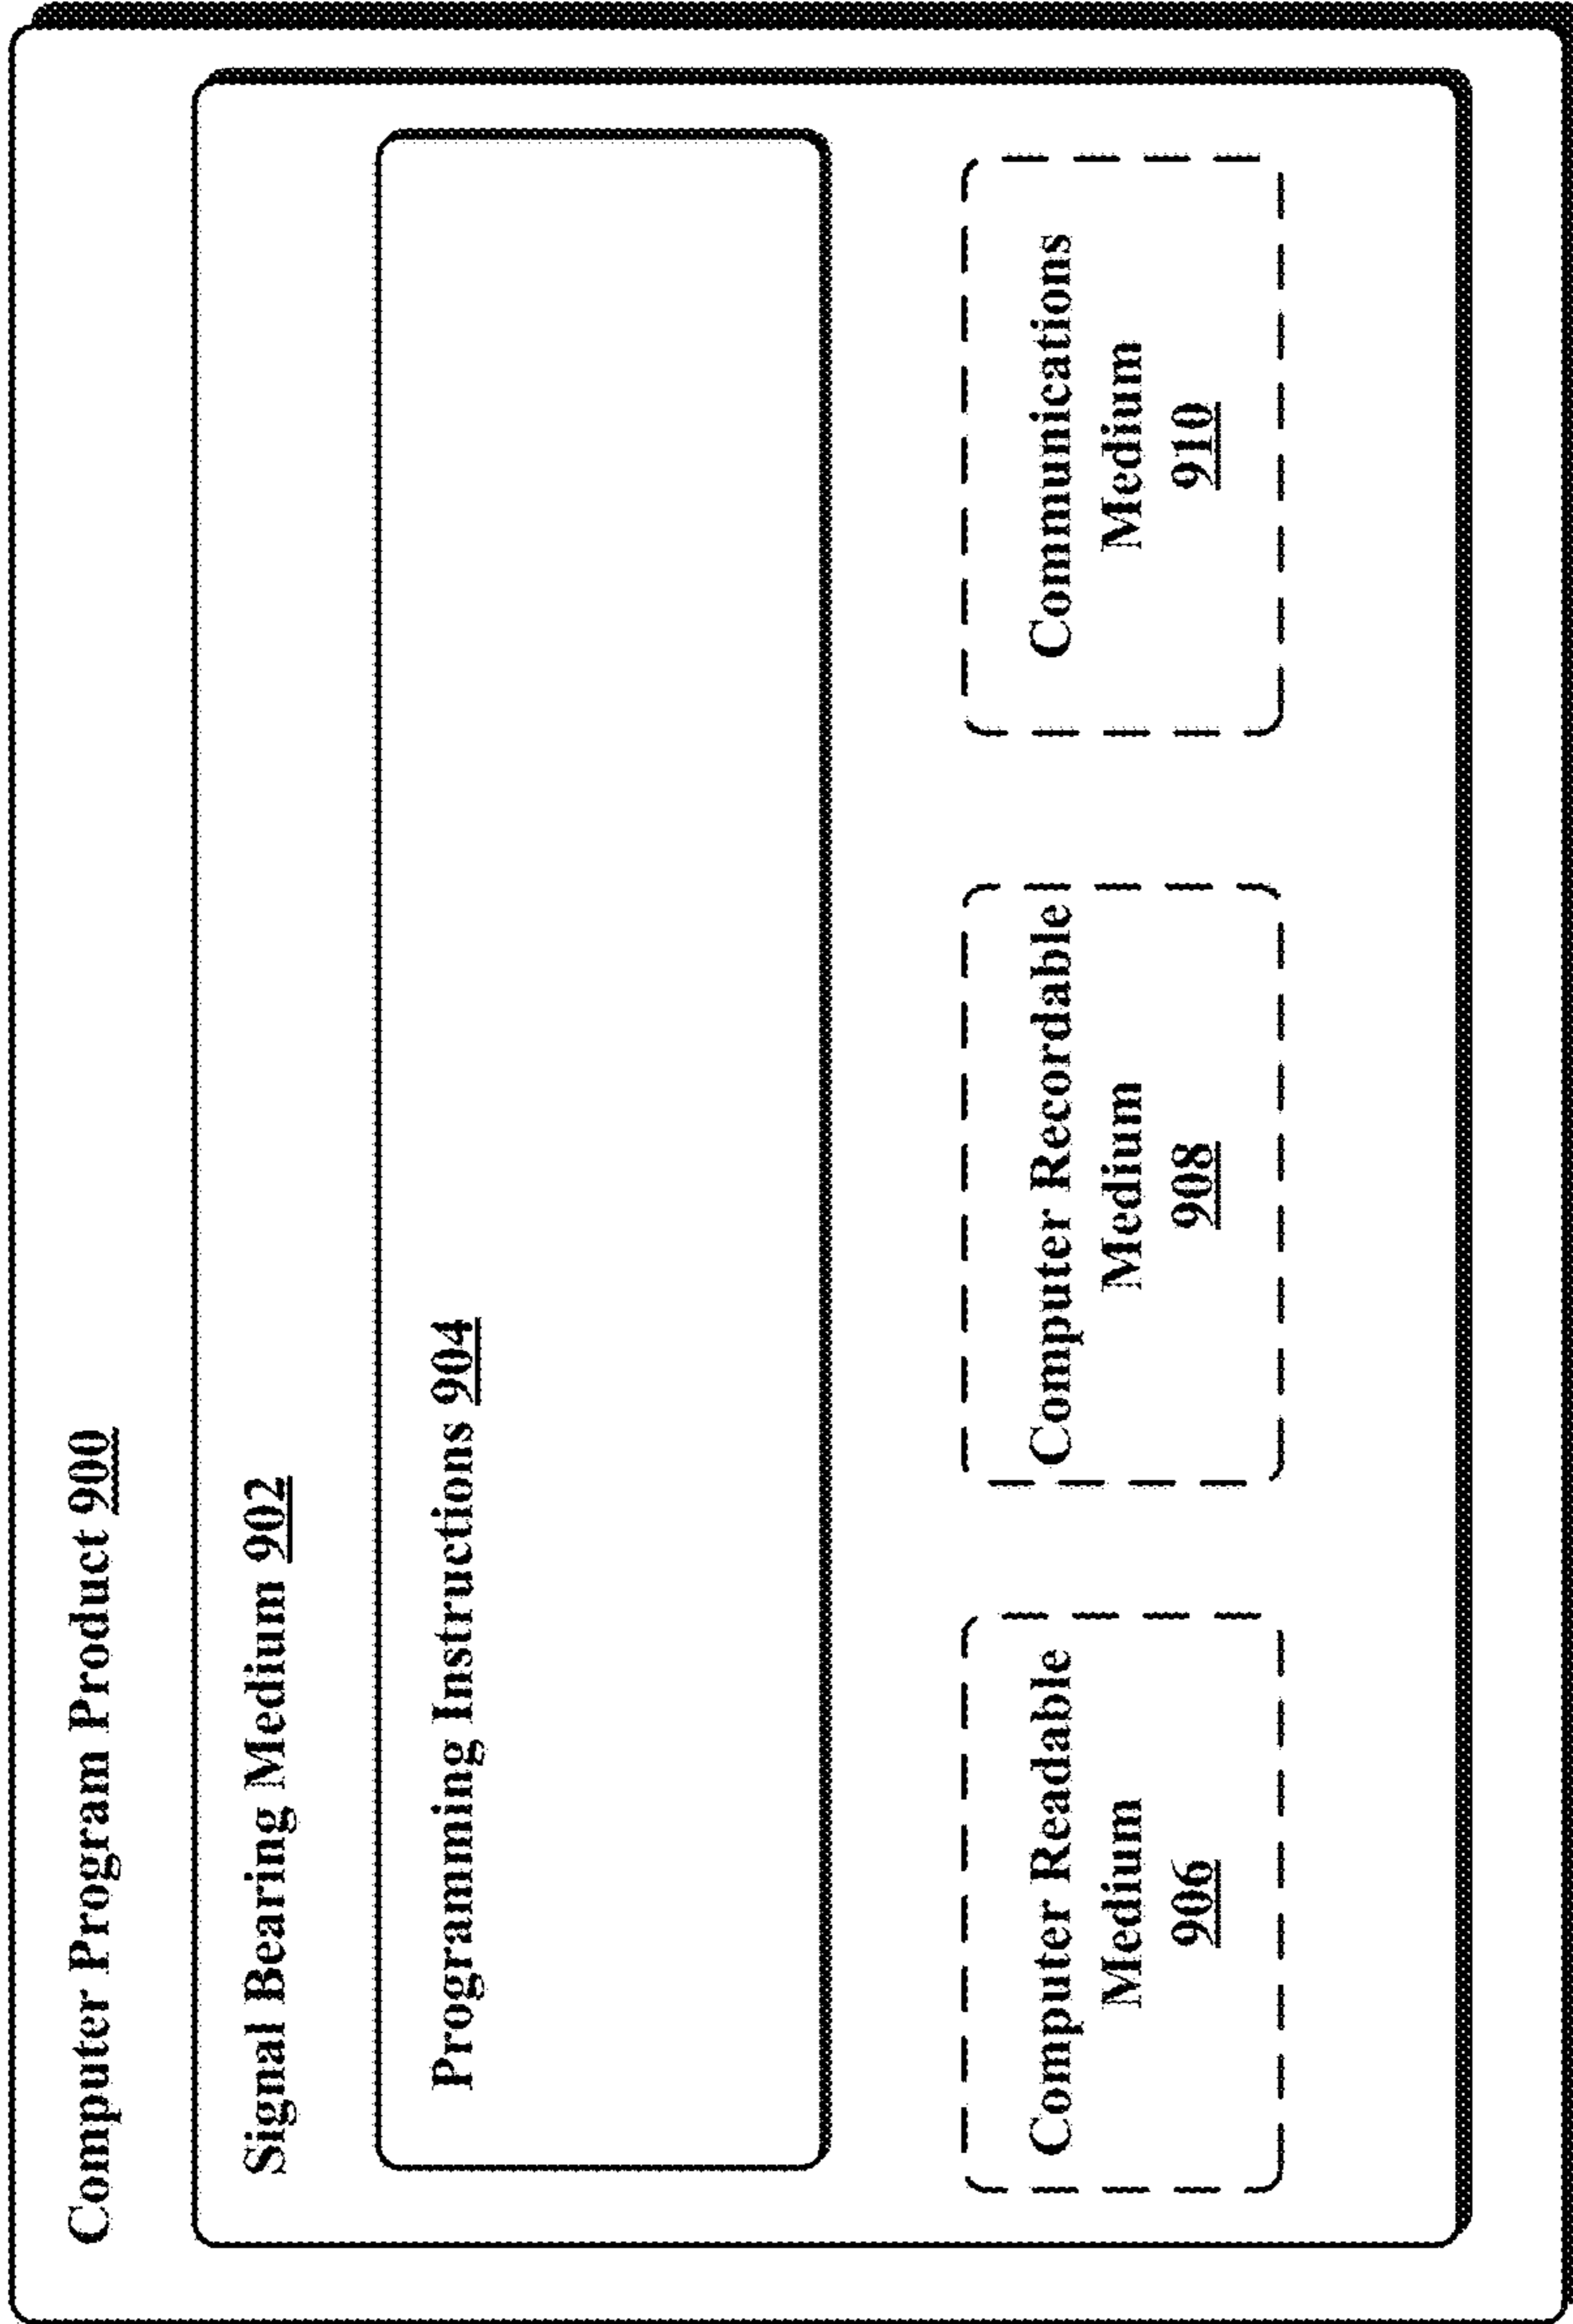 Computer Program Product 900
Signal Bearing Medium 902
Programming Instructions 904
Computer Readable
Medium
906
Computer Recordable
Medium
908
Communications
Medium
910